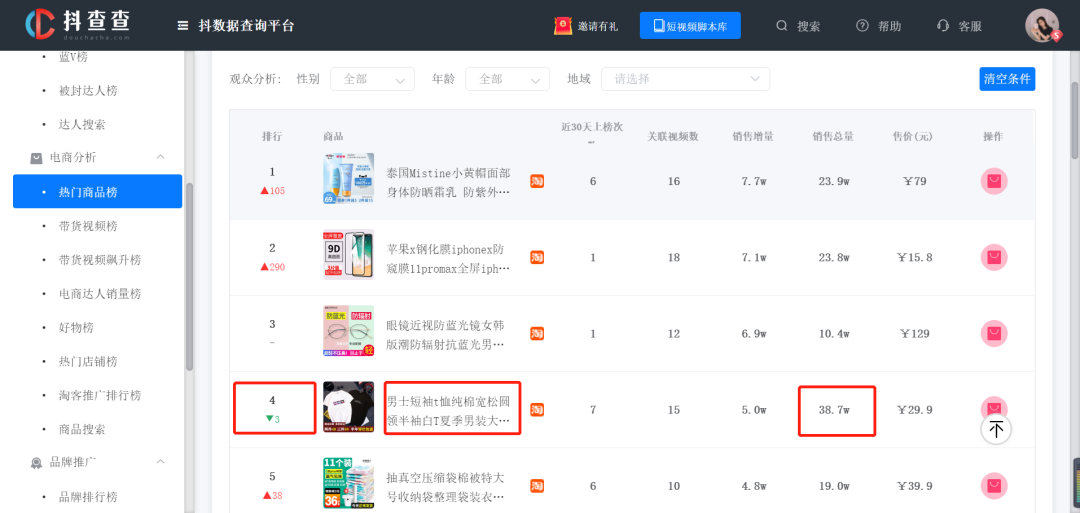 抖查查
douchacha.com
抖数据查询平台
邀请有礼
短视频脚本库
搜索
帮助
客服
蓝V榜
被封达人榜
达人搜索
电商分析
热门商品榜
带货视频榜
带货视频飙升榜
电商达人销量榜
好物榜
热门店铺榜
淘客推广排行榜
商品搜索
品牌推广
品牌排行榜
观众分析： 性别 全部 年龄 全部 地域 请选择 清空条件
排行 商品 近30天上榜次 关联视频数 销售增量 销售总量 售价(元) 操作
1
▲105
泰国Mistine小黄帽面部
身体防晒霜乳 防紫外…
淘 6 16 7.7w 23.9w ￥79
2
▲290
全屏覆盖
9D
苹果x钢化膜iphonex防
窥膜11promax全屏iph…
淘 1 18 7.1w 23.8w ￥15.8
3
-
防蓝光 防辐射
眼镜近视防蓝光镜女韩
版潮防辐射抗蓝光男…
淘 1 12 6.9w 10.4w ￥129
4
▼3
男士短袖t恤纯棉宽松圆
领半袖白T夏季男装大…
淘 7 15 5.0w 38.7w ￥29.9
5
▲38
11个装
36
抽真空压缩袋棉被特大
号收纳袋整理袋装衣…
淘 6 10 4.8w 19.0w ￥39.9